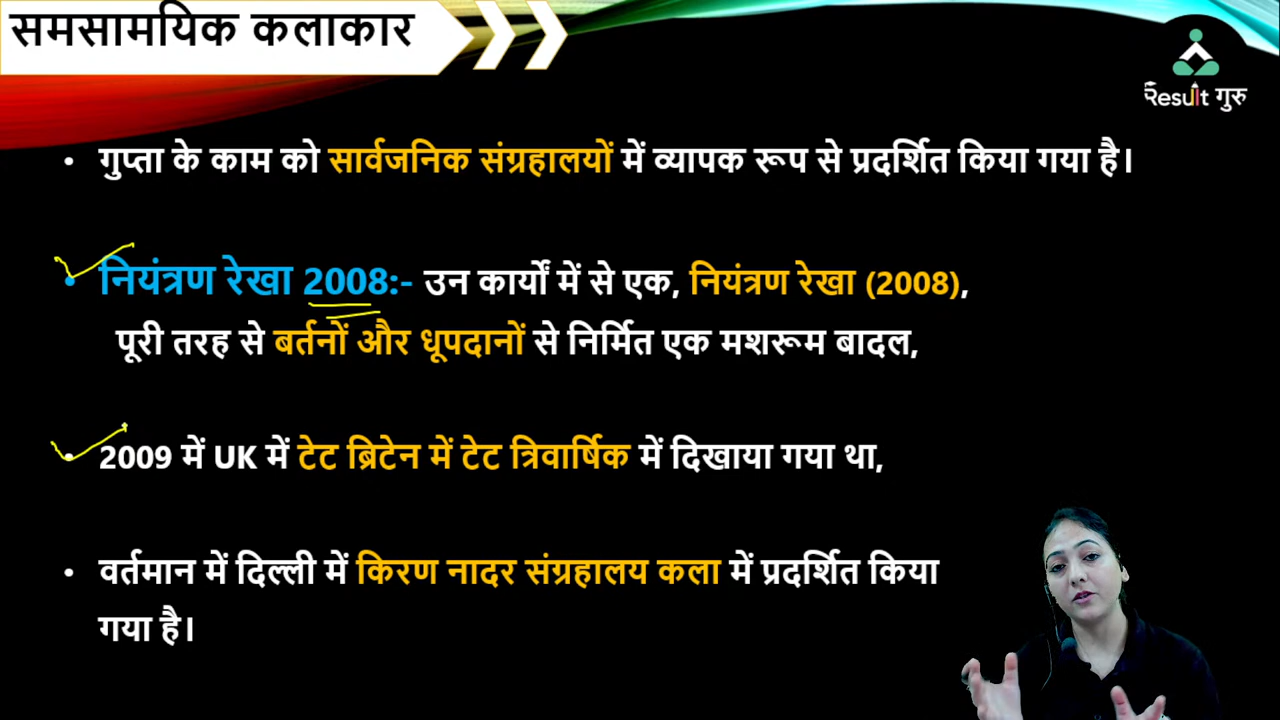 समसामयिक कलाकार
Result गुरु
• गुप्ता के काम को सार्वजनिक संग्रहालयों में व्यापक रूप से प्रदर्शित किया गया है।
• नियंत्रण रेखा 2008:- उन कार्यों में से एक, नियंत्रण रेखा (2008),
पूरी तरह से बर्तनों और धूपदानों से निर्मित एक मशरूम बादल,
• 2009 में UK में टेट ब्रिटेन में टेट त्रिवार्षिक में दिखाया गया था,
• वर्तमान में दिल्ली में किरण नादर संग्रहालय कला में प्रदर्शित किया
गया है।